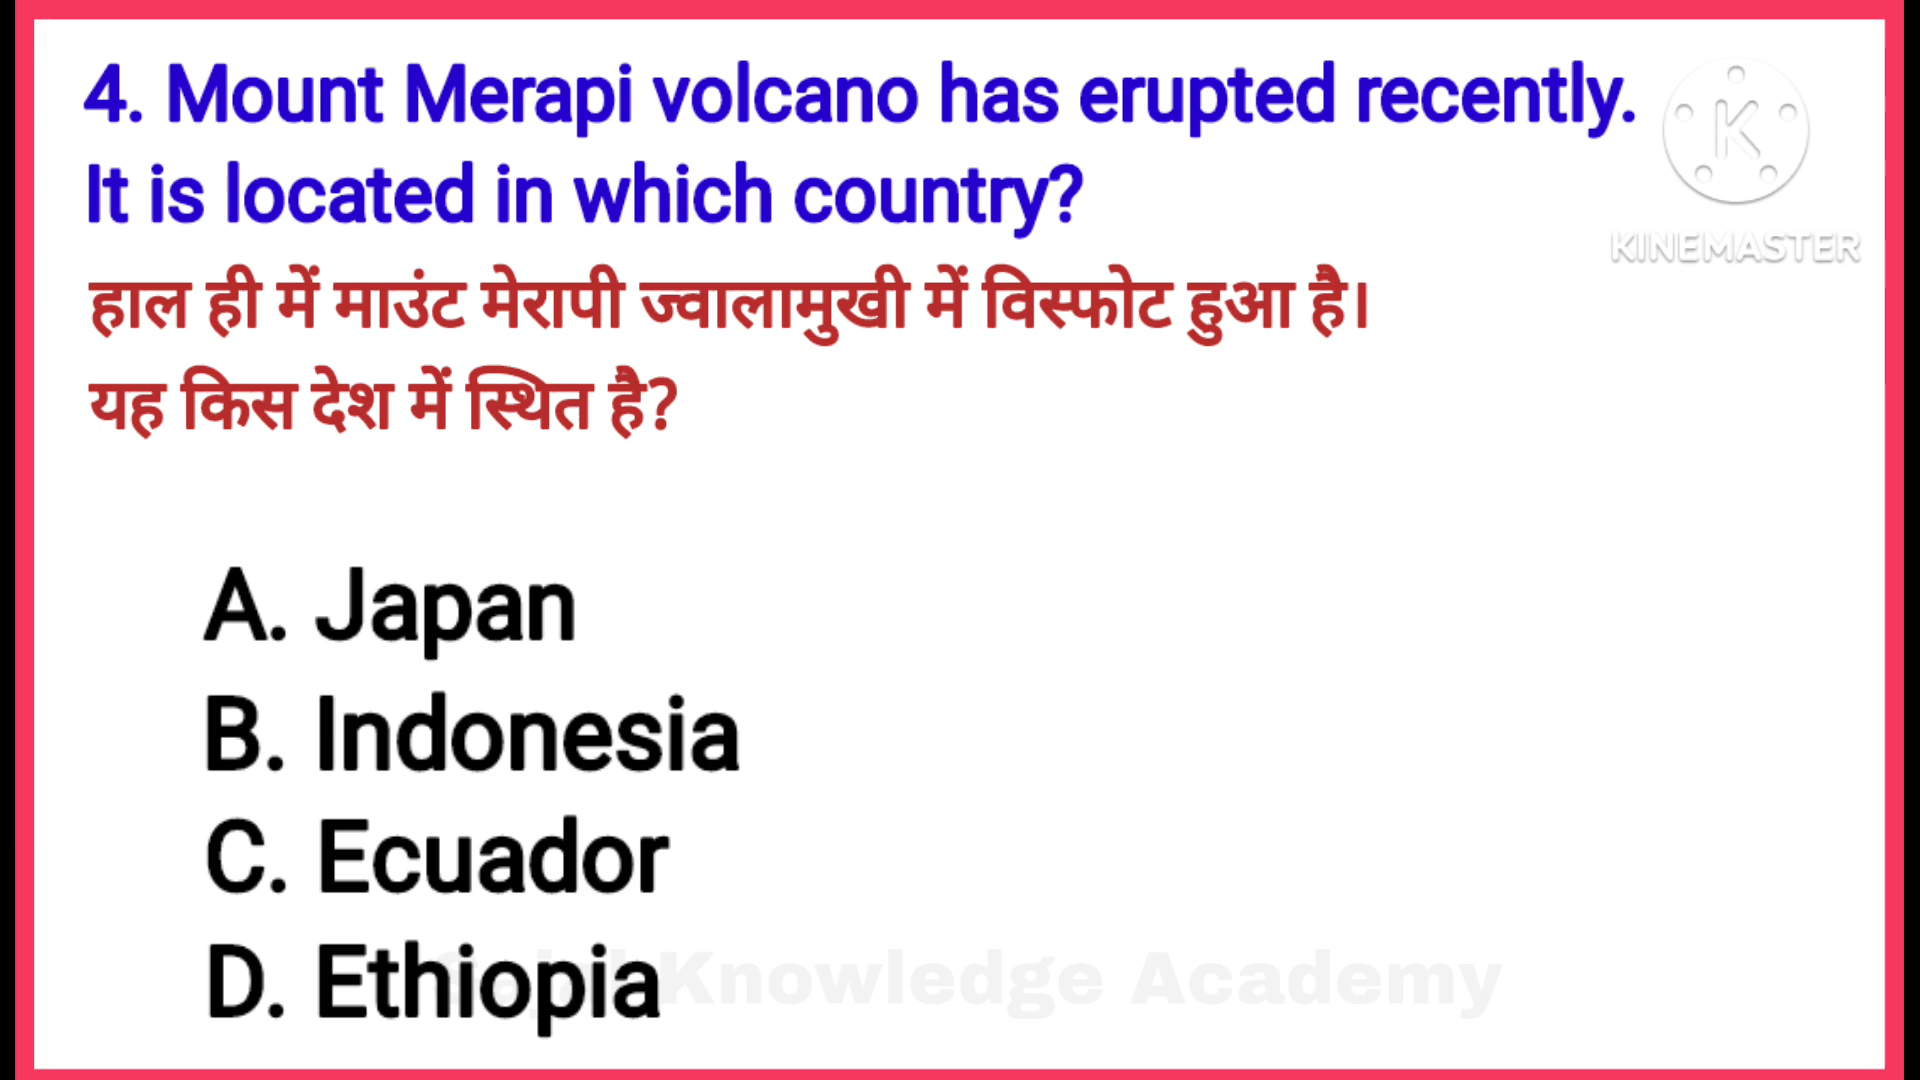 4. Mount Merapi volcano has erupted recently.
It is located in which country?
हाल ही में माउंट मेरापी ज्वालामुखी में विस्फोट हुआ है।
यह किस देश में स्थित है?
K
KINEMASTER
A. Japan
B. Indonesia
C. Ecuador
D. Ethiopia
Knowledge Academy